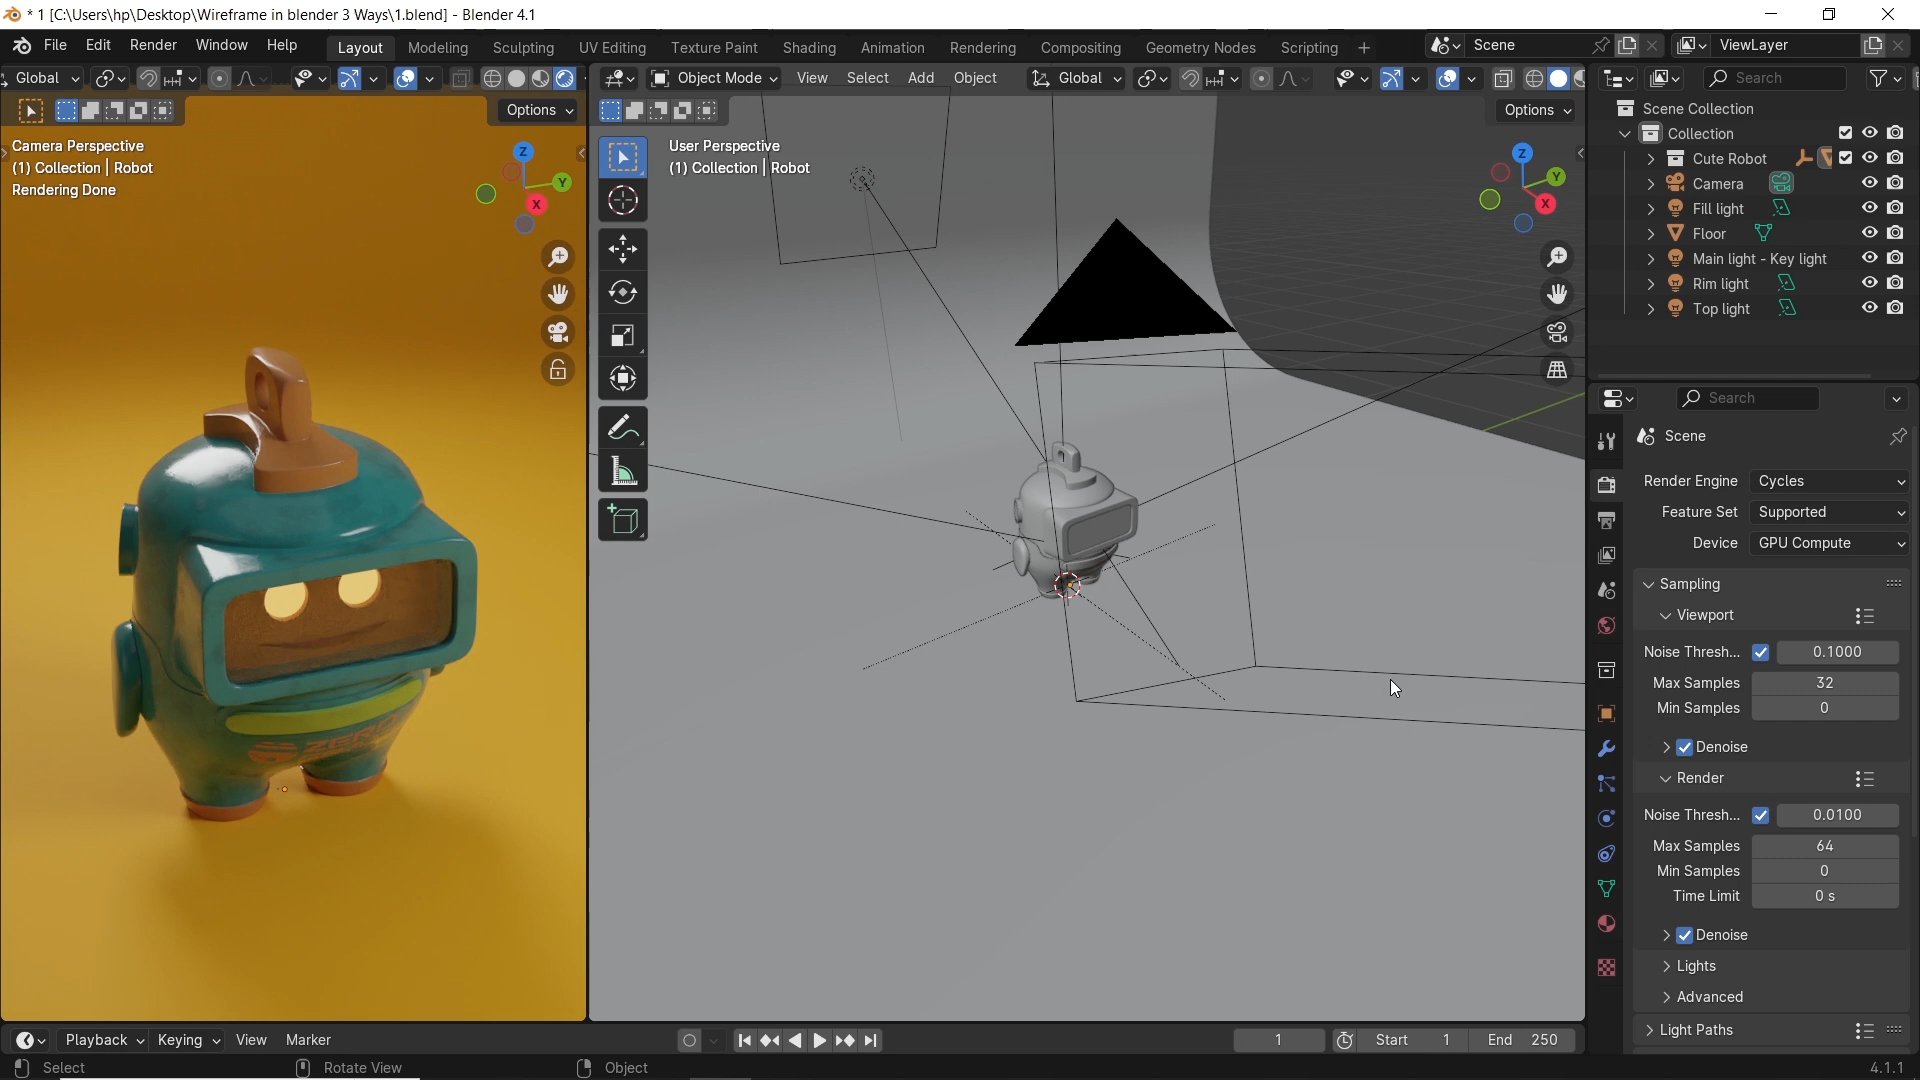 * 1 [C:\Users\hp\Desktop\Wireframe in blender 3 Ways\1.blend] - Blender 4.1
File Edit Render Window Help Layout Modeling Sculpting UV Editing Texture Paint Shading Animation Rendering Compositing Geometry Nodes Scripting + Scene ViewLayer
Global Object Mode View Select Add Object Global Search
Options Options
Camera Perspective
(1) Collection | Robot
Rendering Done
Z
Y
X
User Perspective
(1) Collection | Robot
Z
Y
X
Scene Collection
Collection
Cute Robot
Camera
Fill light
Floor
Main light - Key light
Rim light
Top light
Search
Scene
Render Engine Cycles
Feature Set Supported
Device GPU Compute
Sampling
Viewport
Noise Thresh... 0.1000
Max Samples 32
Min Samples 0
Denoise
Render
Noise Thresh... 0.0100
Max Samples 64
Min Samples 0
Time Limit 0 s
Denoise
Lights
Advanced
Light Paths
Playback Keying View Marker 1 Start 1 End 250
Select Rotate View Object 4.1.1